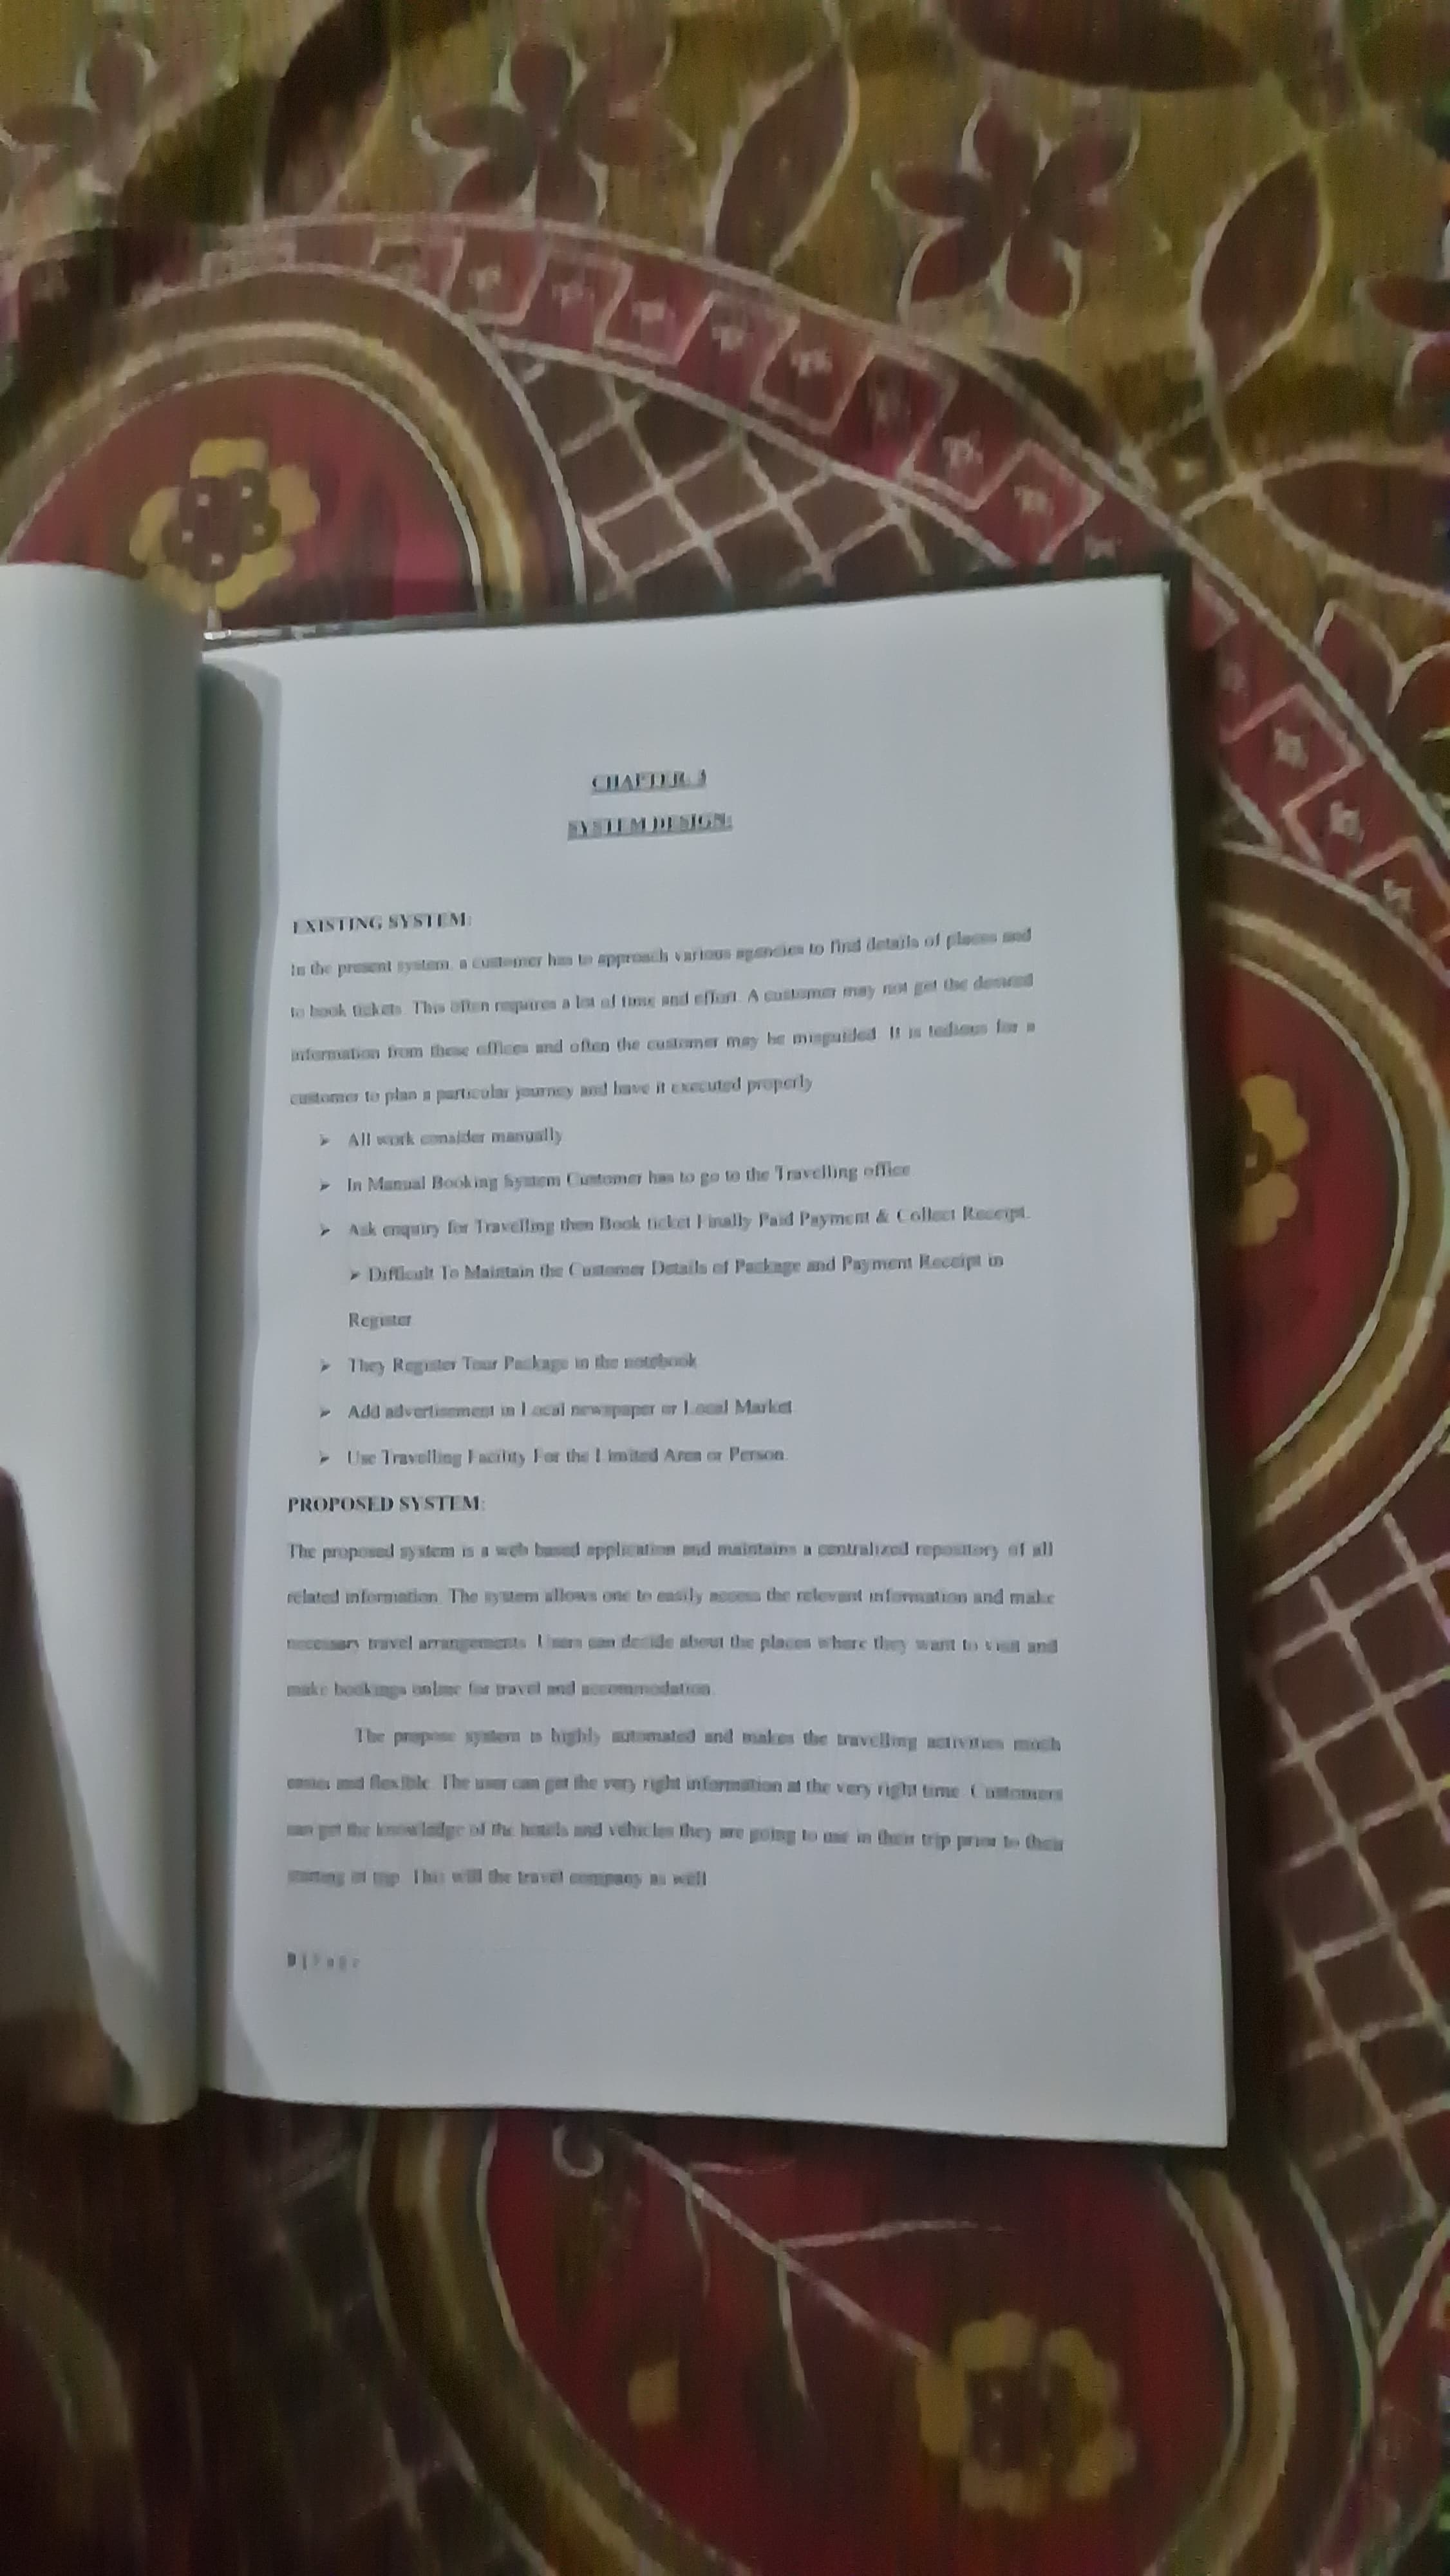 CHAPTER: 3
SYSTEM DESIGN:
EXISTING SYSTEM:
In the present system, a customer has to approach various agencies to find details of places and
to book tickets. This often requires a lot of time and effort. A customer may not get the desired
information from these offices and often the customer may be misguided. It is tedious for a
customer to plan a particular journey and have it executed properly
➢ All work consider manually
➢ In Manual Booking System Customer has to go to the Travelling office
➢ Ask enquiry for Travelling then Book ticket Finally Paid Payment & Collect Receipt.
➢ Difficult To Maintain the Customer Details of Package and Payment Receipt in
Register
➢ They Register Tour Package in the notebook
➢ Add advertisement in Local newspaper or Local Market
➢ Use Travelling Facility For the Limited Area or Person.
PROPOSED SYSTEM:
The proposed system is a web based application and maintains a centralized repository of all
related information. The system allows one to easily access the relevant information and make
necessary travel arrangements. Users can decide about the places where they want to visit and
make bookings online for travel and accommodation.
The propose system is highly automated and makes the travelling activities much
easier and flexible. The user can get the very right information at the very right time. Customers
can get the knowledge of the hotels and vehicles they are going to use in their trip prior to their
starting of trip. This will the travel company as well
9 | Page